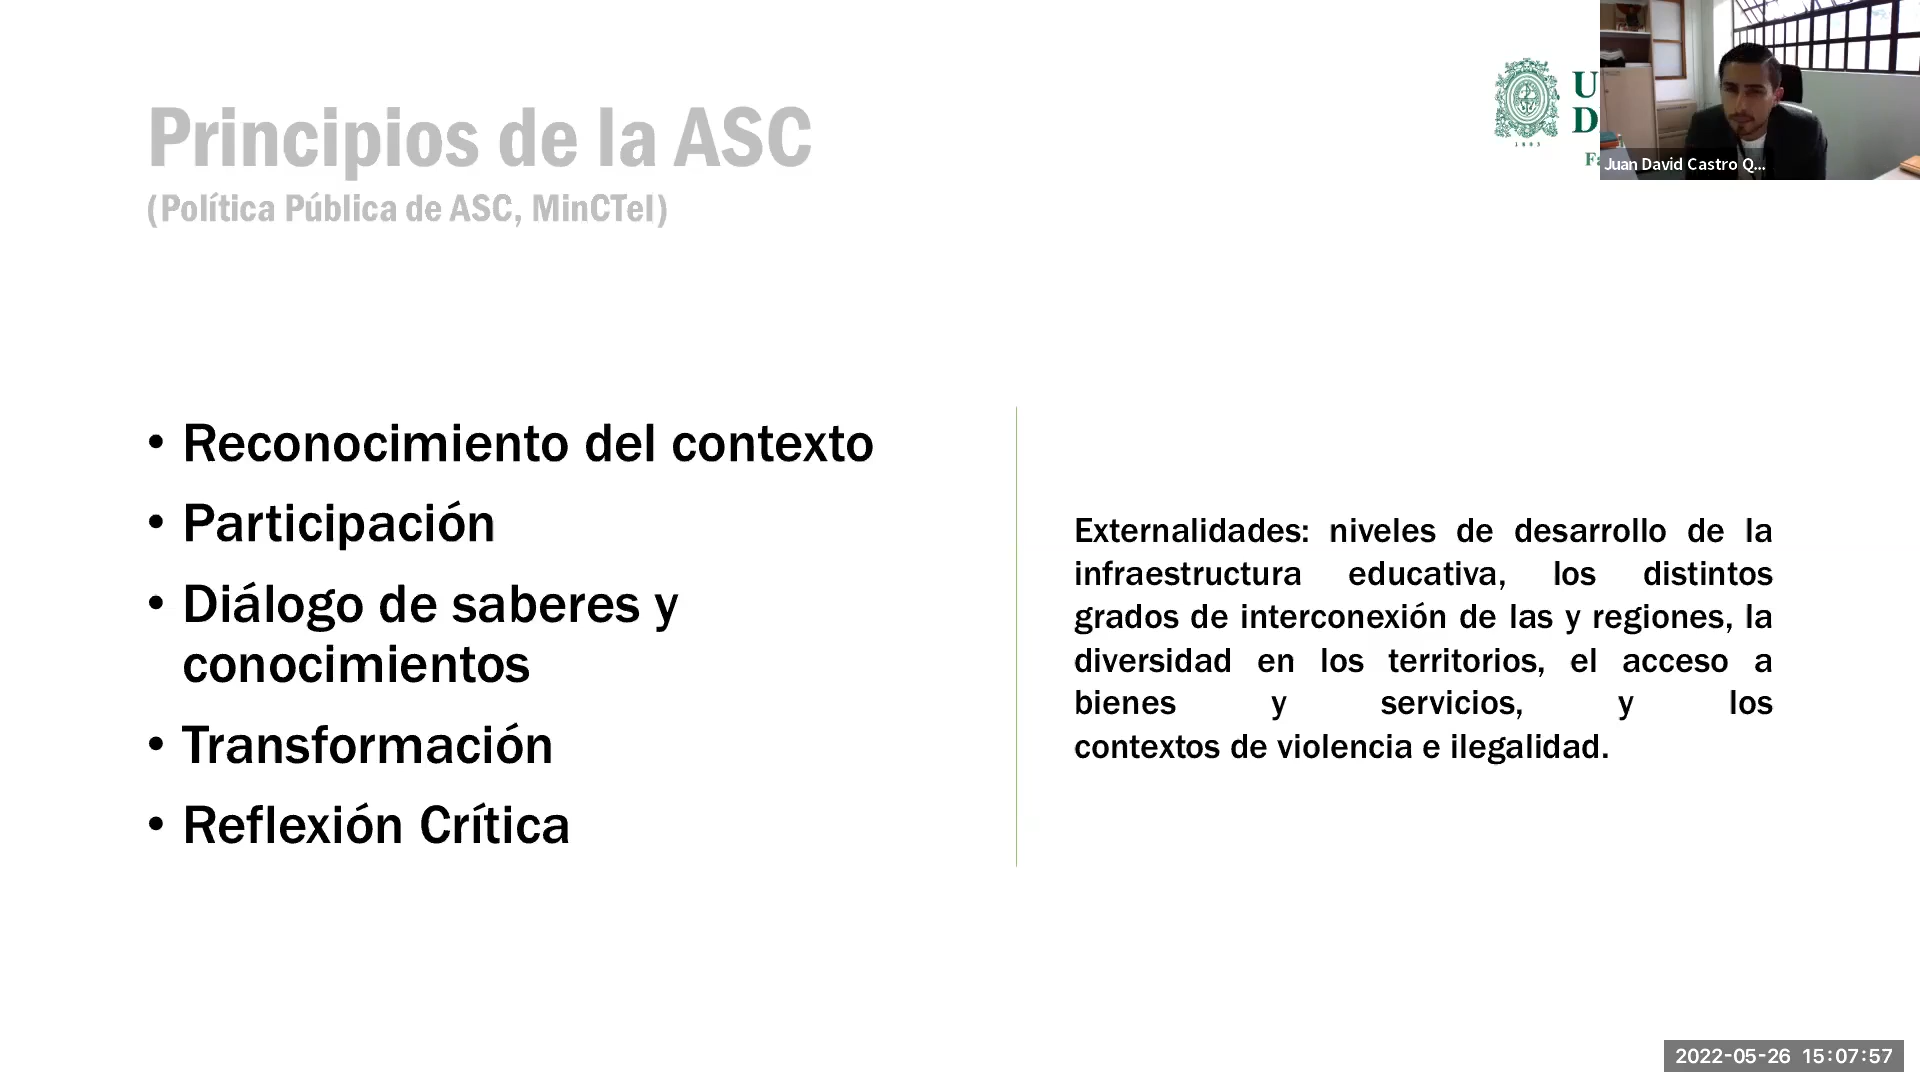 Principios de la ASC
(Política Pública de ASC, MinCTeI)
U
D
1803
Juan David Castro Q...
• Reconocimiento del contexto
• Participación
• Diálogo de saberes y
conocimientos
• Transformación
• Reflexión Crítica
Externalidades: niveles de desarrollo de la
infraestructura educativa, los distintos
grados de interconexión de las y regiones, la
diversidad en los territorios, el acceso a
bienes y servicios, y los
contextos de violencia e ilegalidad.
2022-05-26 15:07:57